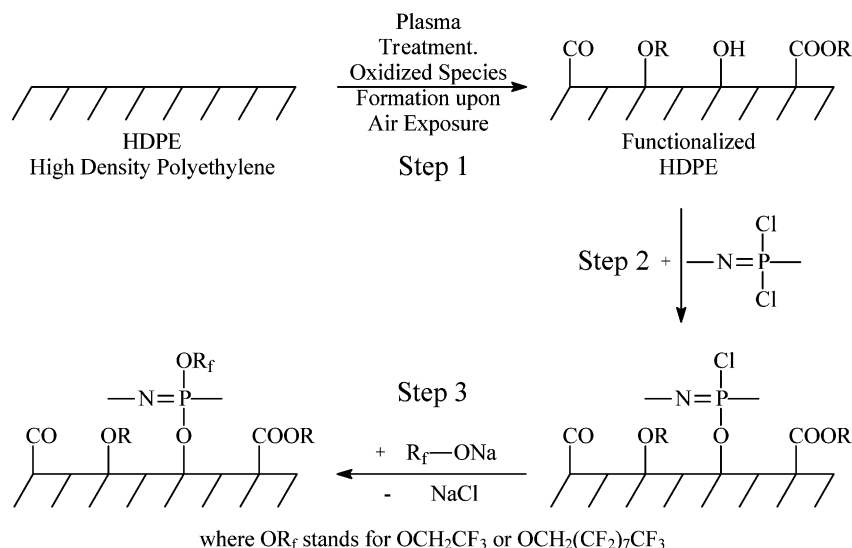 Plasma
Treatment.
Oxidized Species
Formation upon
Air Exposure
Step 1
HDPE
High Density Polyethylene
CO OR OH COOR
Functionalized
HDPE
Step 2 +
Cl
N=P
Cl
ORf
N=P
O
CO OR COOR
Step 3
+ Rf—ONa
- NaCl
Cl
N=P
O
CO OR COOR
where ORf stands for OCH2CF3 or OCH2(CF2)7CF3